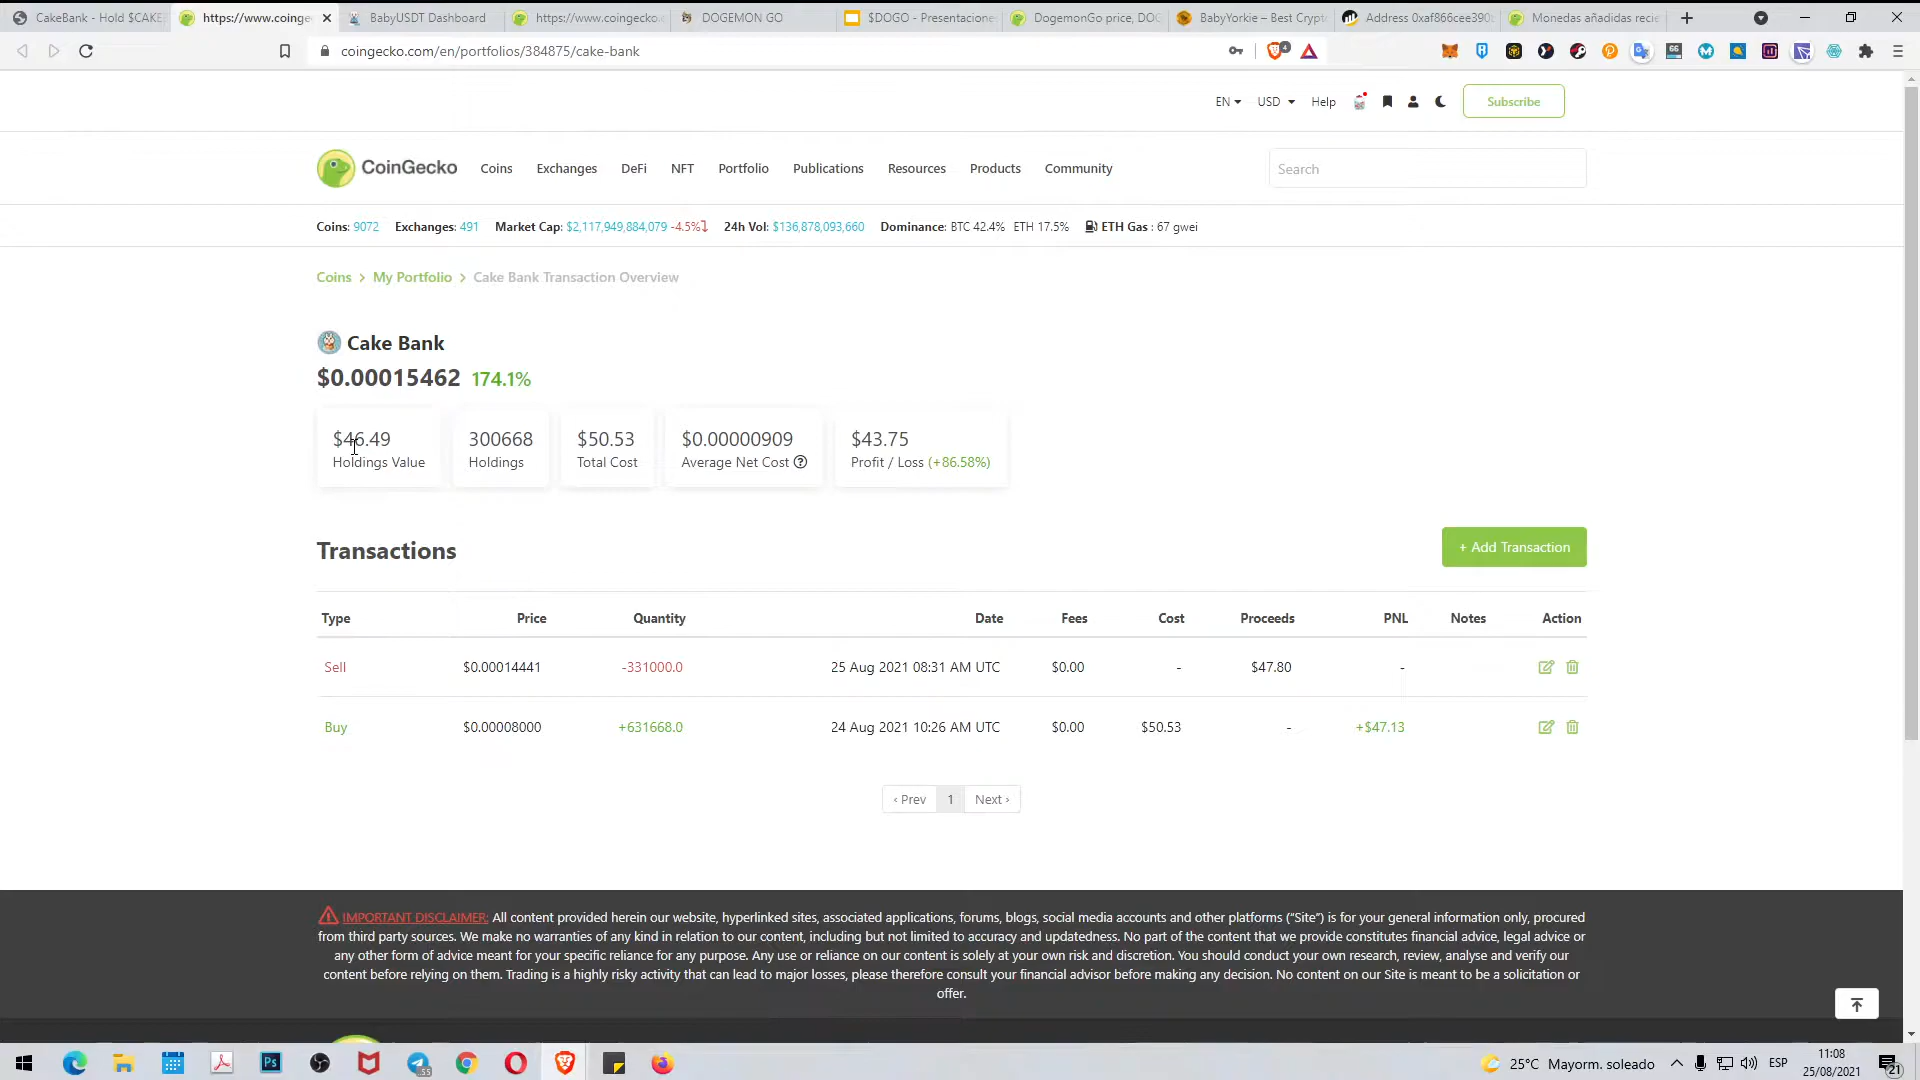 CakeBank - Hold $CAKE
https://www.coinge
BabyUSDT Dashboard
https://www.coingecko.c
DOGEMON GO
$DOGO - Presentacione
DogemonGo price, DOG
BabyYorkie – Best Crypt
Address 0xaf866cee390
Monedas añadidas recie
coingecko.com/en/portfolios/384875/cake-bank
EN USD Help Subscribe
CoinGecko Coins Exchanges DeFi NFT Portfolio Publications Resources Products Community Search
Coins: 9072 Exchanges: 491 Market Cap: $2,117,949,884,079 -4.5% 24h Vol: $136,878,093,660 Dominance: BTC 42.4% ETH 17.5% ETH Gas : 67 gwei
Coins > My Portfolio > Cake Bank Transaction Overview
Cake Bank
$0.00015462 174.1%
$46.49 300668 $50.53 $0.00000909 $43.75
Holdings Value Holdings Total Cost Average Net Cost Profit / Loss (+86.58%)
Transactions + Add Transaction
Type Price Quantity Date Fees Cost Proceeds PNL Notes Action
Sell $0.00014441 -331000.0 25 Aug 2021 08:31 AM UTC $0.00 - $47.80 -
Buy $0.00008000 +631668.0 24 Aug 2021 10:26 AM UTC $0.00 $50.53 - +$47.13
‹ Prev 1 Next ›
IMPORTANT DISCLAIMER: All content provided herein our website, hyperlinked sites, associated applications, forums, blogs, social media accounts and other platforms (“Site”) is for your general information only, procured
from third party sources. We make no warranties of any kind in relation to our content, including but not limited to accuracy and updatedness. No part of the content that we provide constitutes financial advice, legal advice or
any other form of advice meant for your specific reliance for any purpose. Any use or reliance on our content is solely at your own risk and discretion. You should conduct your own research, review, analyse and verify our
content before relying on them. Trading is a highly risky activity that can lead to major losses, please therefore consult your financial advisor before making any decision. No content on our Site is meant to be a solicitation or
offer.
25°C Mayorm. soleado ESP
11:08
25/08/2021